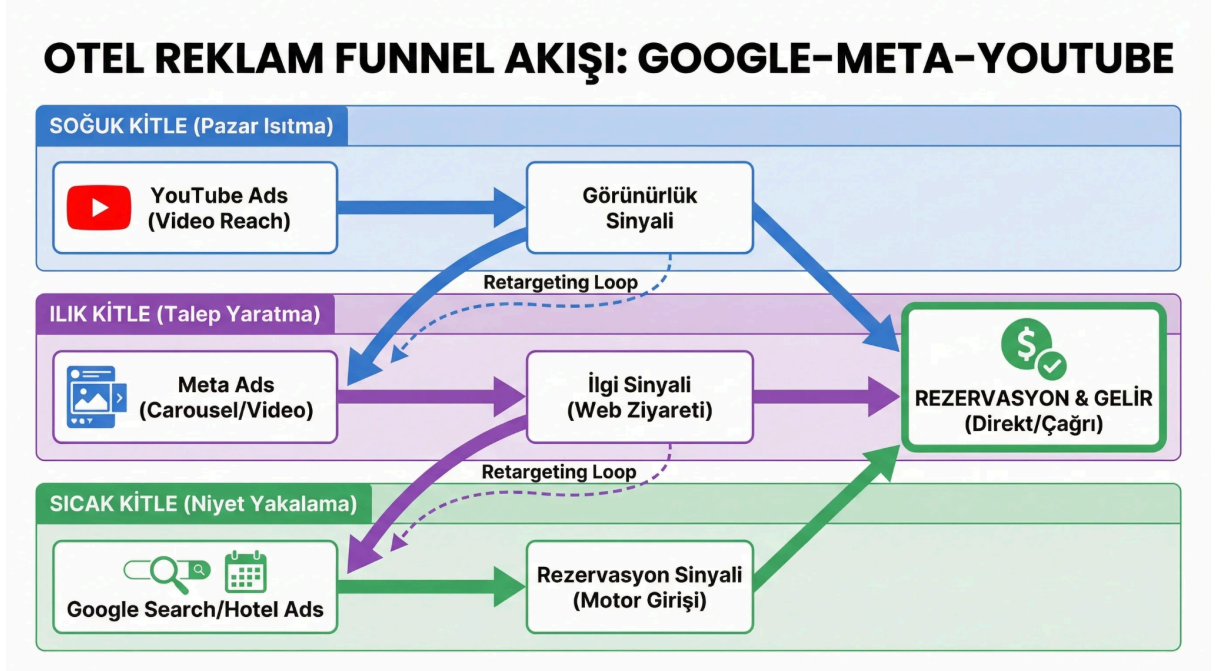 OTEL REKLAM FUNNEL AKIŞI: GOOGLE-META-YOUTUBE
SOĞUK KİTLE (Pazar Isıtma)
YouTube Ads
(Video Reach)
Görünürlük
Sinyali
Retargeting Loop
ILIK KİTLE (Talep Yaratma)
Meta Ads
(Carousel/Video)
İlgi Sinyali
(Web Ziyareti)
REZERVASYON & GELİR
(Direkt/Çağrı)
Retargeting Loop
SICAK KİTLE (Niyet Yakalama)
Google Search/Hotel Ads
Rezervasyon Sinyali
(Motor Girişi)